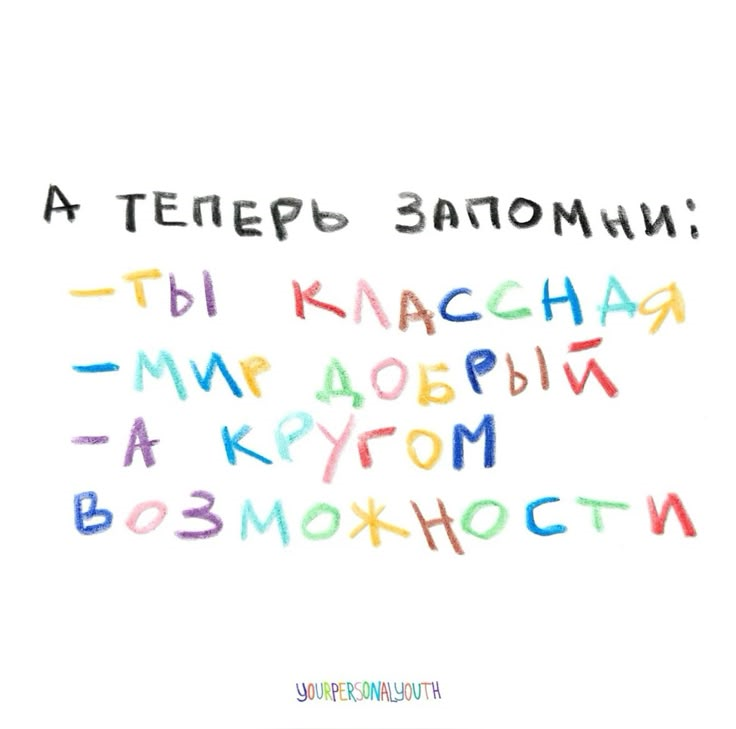 А ТЕПЕРЬ ЗАПОМНИ:
-ТЫ КЛАССНАЯ
-МИР ДОБРЫЙ
-А КРУГОМ
ВОЗМОЖНОСТИ
YOURPERSONALYOUTH